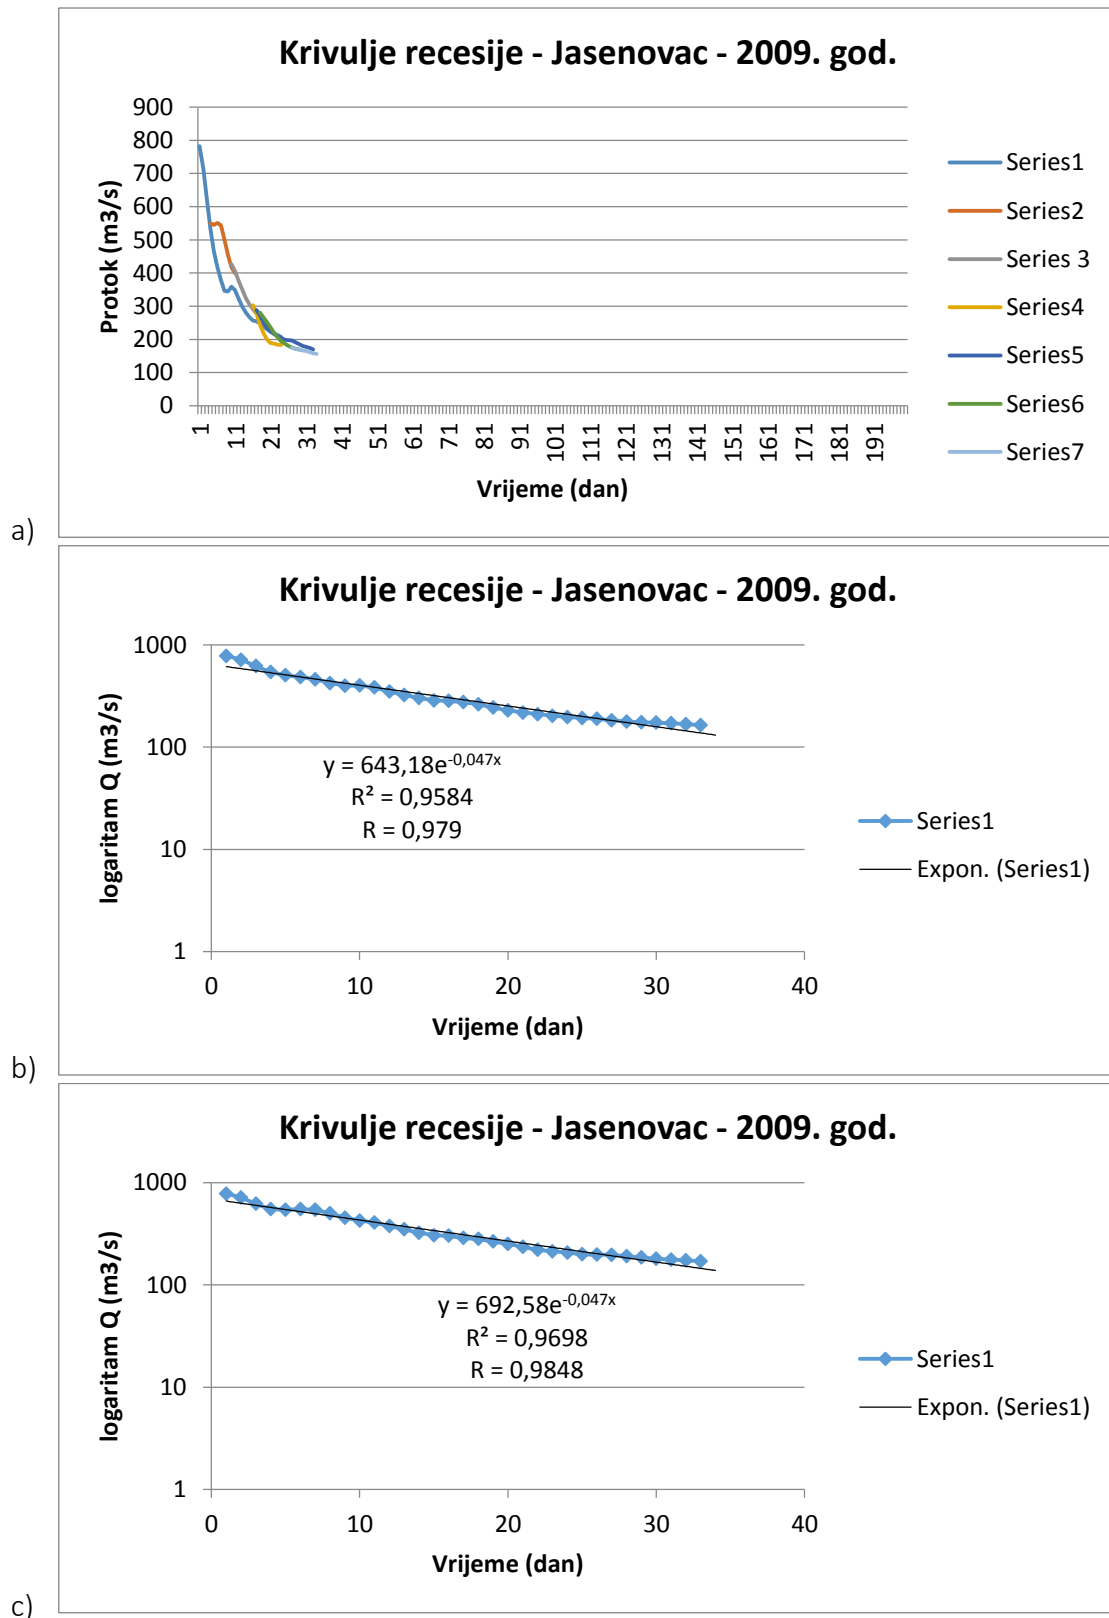 Krivulje recesije - Jasenovac - 2009. god.
Protok (m3/s)
900
800
700
600
500
400
300
200
100
0
1 11 21 31 41 51 61 71 81 91 101 111 121 131 141 151 161 171 181 191
Vrijeme (dan)
Series1
Series2
Series 3
Series4
Series5
Series6
Series7
a)
Krivulje recesije - Jasenovac - 2009. god.
logaritam Q (m3/s)
1000
100
10
1
0 10 20 30 40
Vrijeme (dan)
y = 643,18e^-0,047x
R² = 0,9584
R = 0,979
Series1
Expon. (Series1)
b)
Krivulje recesije - Jasenovac - 2009. god.
logaritam Q (m3/s)
1000
100
10
1
0 10 20 30 40
Vrijeme (dan)
y = 692,58e^-0,047x
R² = 0,9698
R = 0,9848
Series1
Expon. (Series1)
c)